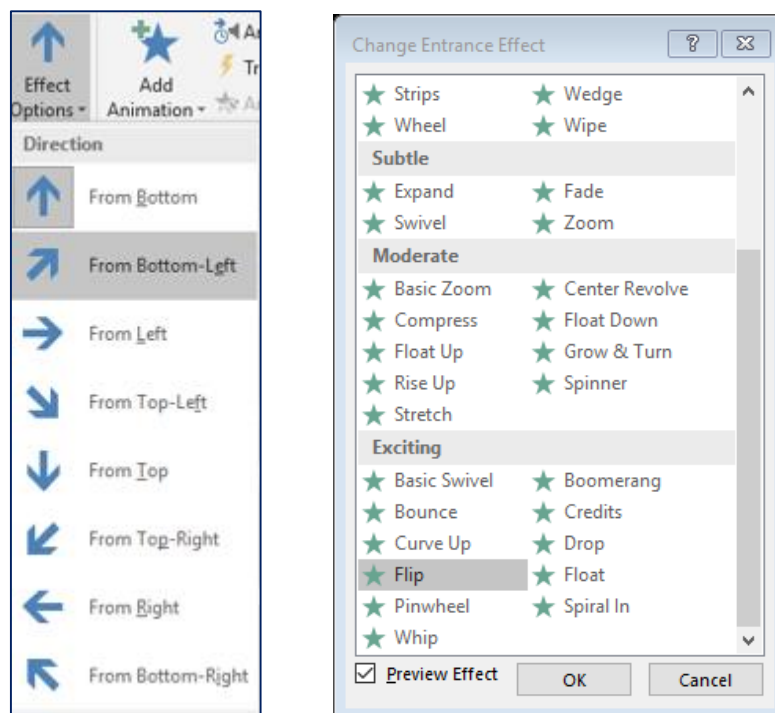 Effect
Options
Add
Animation
Direction
From Bottom
From Bottom-Left
From Left
From Top-Left
From Top
From Top-Right
From Right
From Bottom-Right
Change Entrance Effect
?
Strips Wedge
Wheel Wipe
Subtle
Expand Fade
Swivel Zoom
Moderate
Basic Zoom Center Revolve
Compress Float Down
Float Up Grow & Turn
Rise Up Spinner
Stretch
Exciting
Basic Swivel Boomerang
Bounce Credits
Curve Up Drop
Flip Float
Pinwheel Spiral In
Whip
Preview Effect OK Cancel